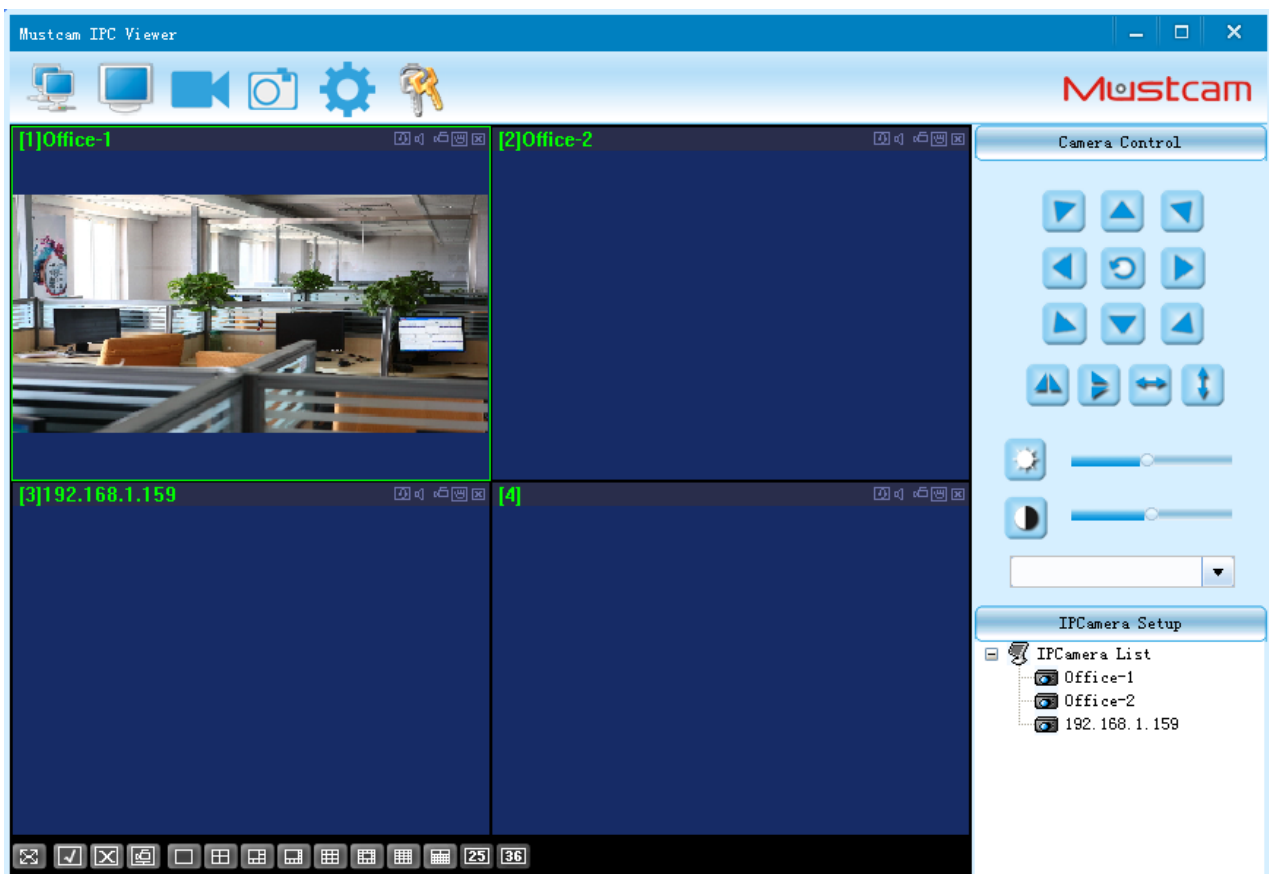 Mustcam IPC Viewer
Mustcam
[1]Office-1
[2]Office-2
Camera Control
[3]192.168.1.159
[4]
IPCamera Setup
IPCamera List
Office-1
Office-2
192.168.1.159
25 36